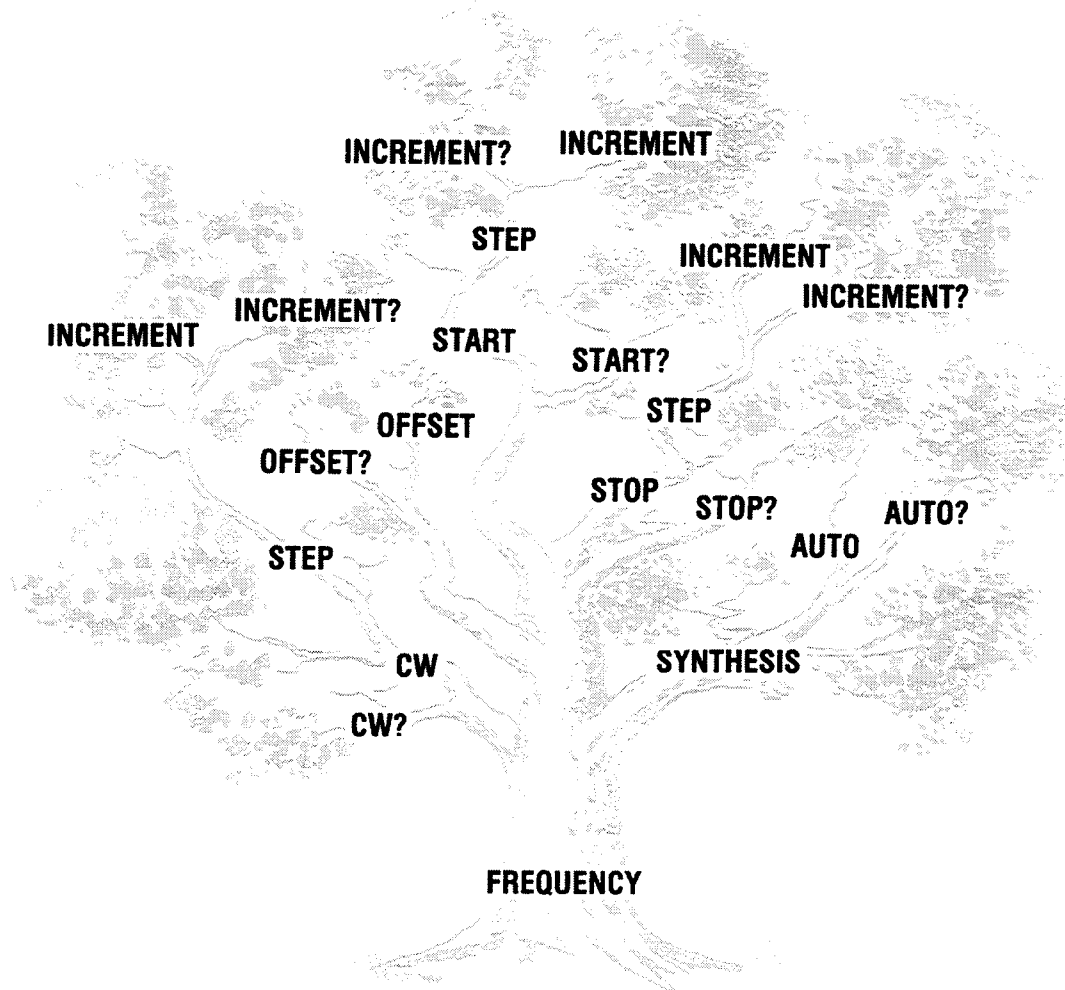 INCREMENT? INCREMENT
STEP
INCREMENT
INCREMENT?
INCREMENT?
INCREMENT
START
START?
STEP
OFFSET
OFFSET?
STOP
STOP?
AUTO?
AUTO
STEP
CW
SYNTHESIS
CW?
FREQUENCY